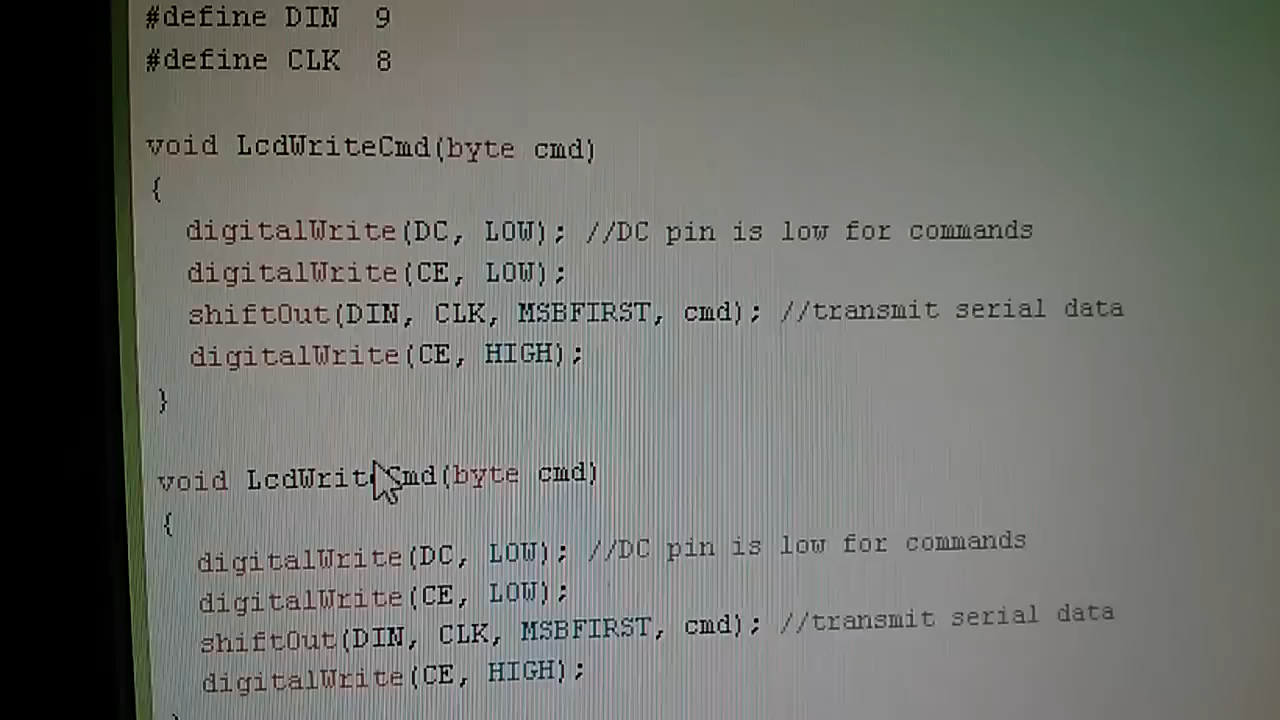 #define DIN  9
#define CLK  8
void LcdWriteCmd(byte cmd)
{
digitalWrite(DC, LOW); //DC pin is low for commands
digitalWrite(CE, LOW);
shiftOut(DIN, CLK, MSBFIRST, cmd); //transmit serial data
digitalWrite(CE, HIGH);
}
void LcdWriteCmd(byte cmd)
{
digitalWrite(DC, LOW); //DC pin is low for commands
digitalWrite(CE, LOW);
shiftOut(DIN, CLK, MSBFIRST, cmd); //transmit serial data
digitalWrite(CE, HIGH);
}